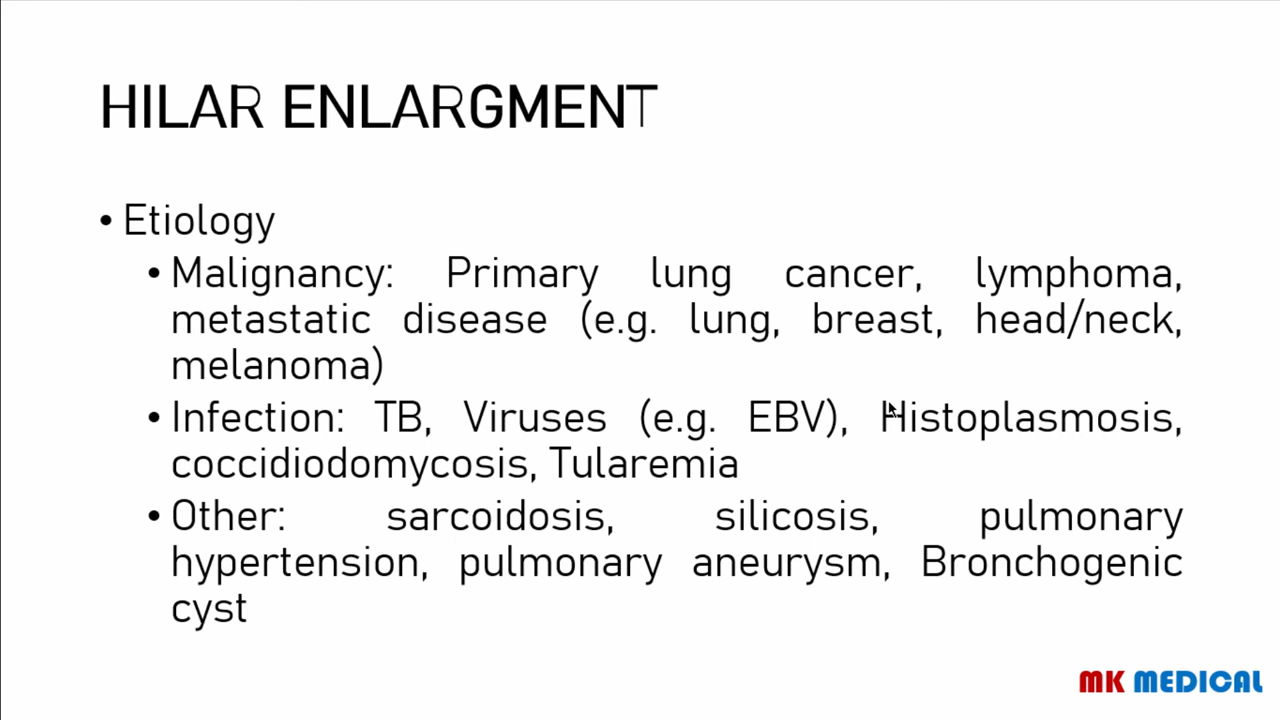 HILAR ENLARGMENT
• Etiology
• Malignancy: Primary lung cancer, lymphoma,
metastatic disease (e.g. lung, breast, head/neck,
melanoma)
• Infection: TB, Viruses (e.g. EBV), Histoplasmosis,
coccidiodomycosis, Tularemia
• Other: sarcoidosis, silicosis, pulmonary
hypertension, pulmonary aneurysm, Bronchogenic
cyst
MK MEDICAL